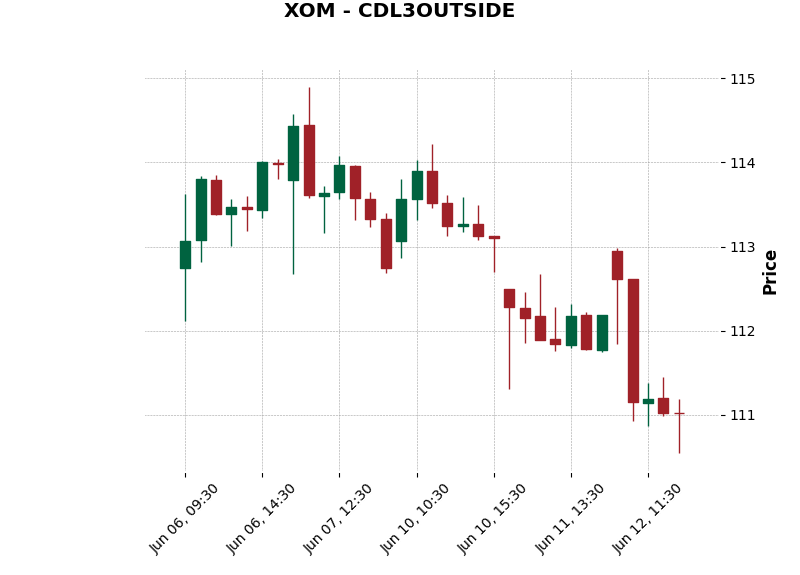 XOM - CDL3OUTSIDE
115
114
113
112
111
Price
Jun 06, 09:30
Jun 06, 14:30
Jun 07, 12:30
Jun 10, 10:30
Jun 10, 15:30
Jun 11, 13:30
Jun 12, 11:30